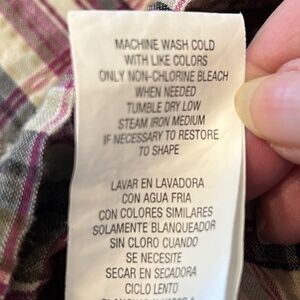 MACHINE WASH COLD
WITH LIKE COLORS
ONLY NON-CHLORINE BLEACH
WHEN NEEDED
TUMBLE DRY LOW
STEAM IRON MEDIUM
IF NECESSARY TO RESTORE
TO SHAPE
LAVAR EN LAVADORA
CON AGUA FRIA
CON COLORES SIMILARES
SOLAMENTE BLANQUEADOR
SIN CLORO CUANDO
SE NECESITE
SECAR EN SECADORA
CICLO LENTO